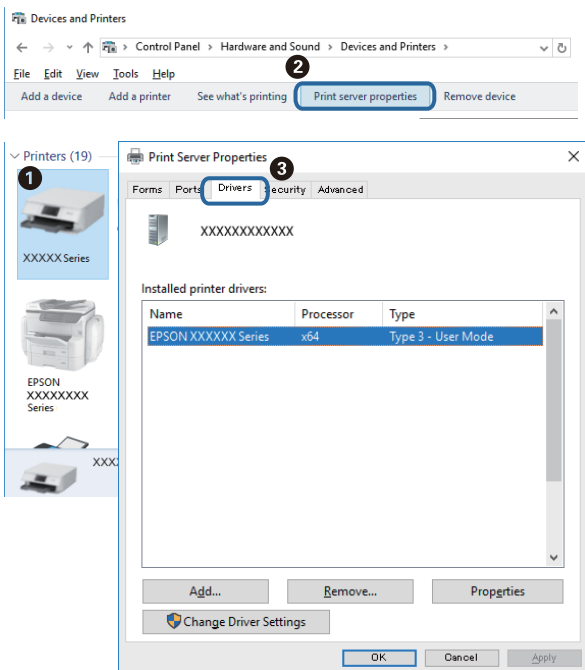 Devices and Printers
Control Panel > Hardware and Sound > Devices and Printers >
File Edit View Tools Help
2
Add a device Add a printer See what's printing Print server properties Remove device
Printers (19)
1
XXXXX Series
EPSON
XXXXXXXX
Series
XXX
Print Server Properties
3
Forms Ports Drivers ecurity Advanced
XXXXXXXXXXXX
Installed printer drivers:
Name Processor Type
EPSON XXXXXX Series x64 Type 3 - User Mode
Add... Remove... Properties
Change Driver Settings
OK Cancel Apply